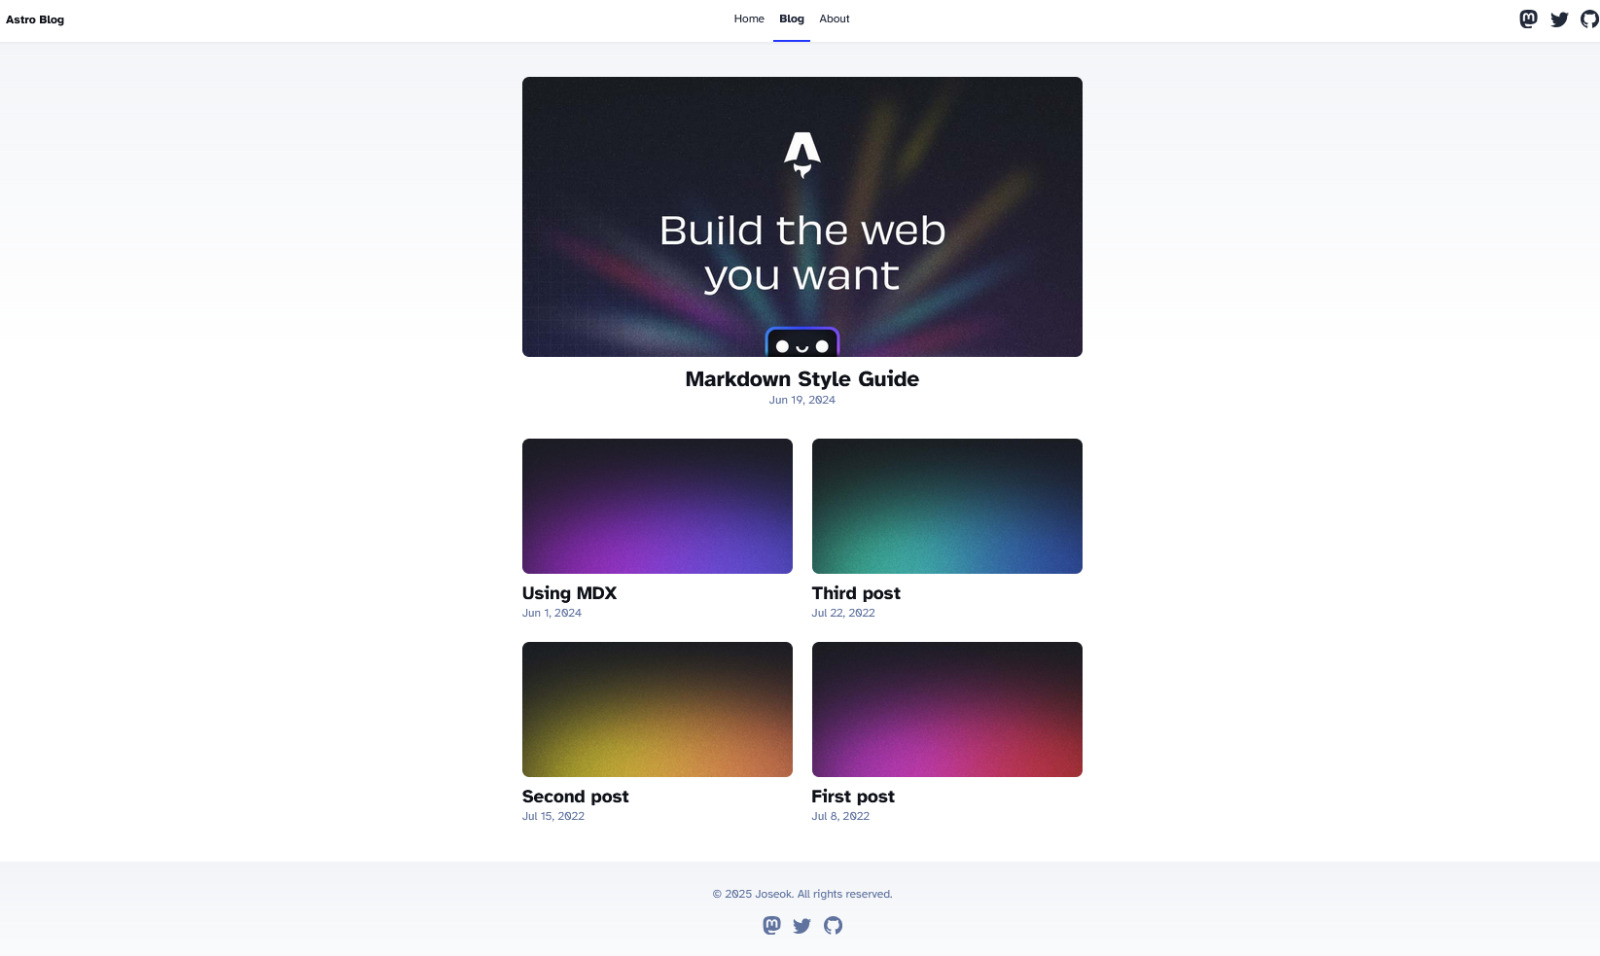 Astro Blog
Home Blog About
Build the web
you want
Markdown Style Guide
Jun 19, 2024
Using MDX
Jun 1, 2024
Third post
Jul 22, 2022
Second post
Jul 15, 2022
First post
Jul 8, 2022
© 2025 Joseok. All rights reserved.